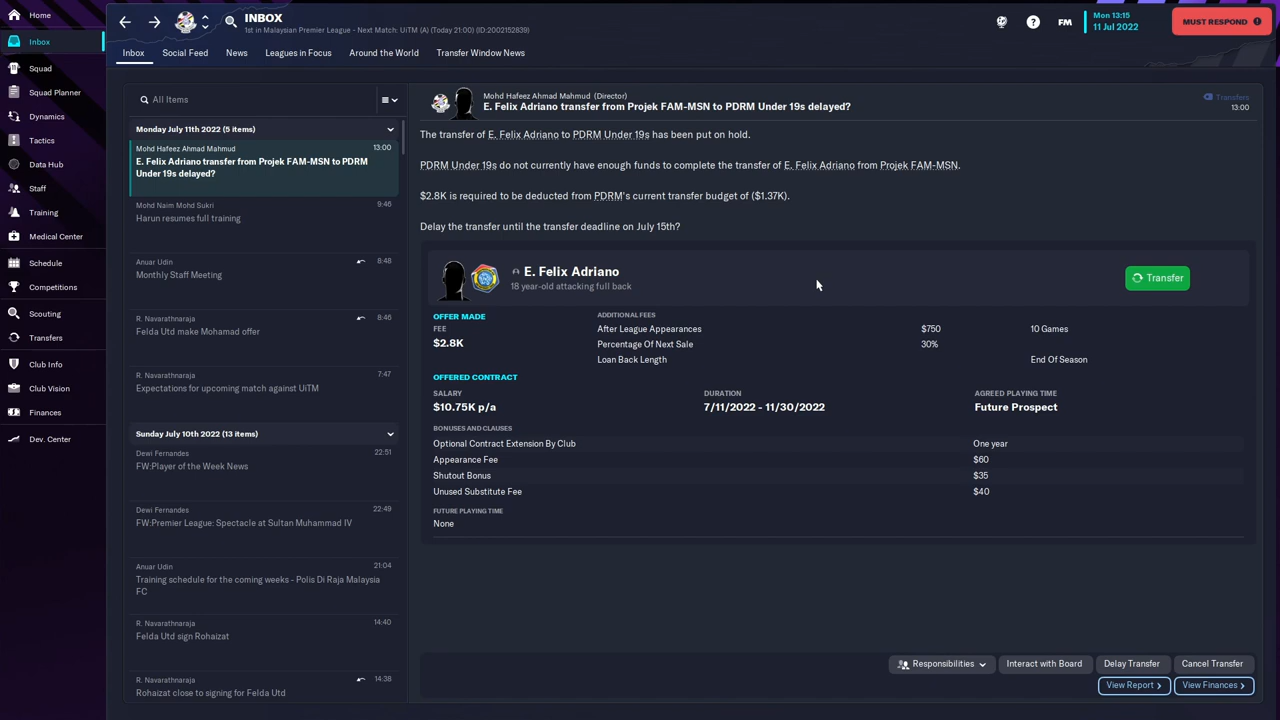 Home
Inbox
Squad
Squad Planner
Dynamics
Tactics
Data Hub
Staff
Training
Medical Center
Schedule
Competitions
Scouting
Transfers
Club Info
Club Vision
Finances
Dev. Center
INBOX
1st in Malaysian Premier League - Next Match: UiTM (A) (Today 21:00) (ID:2002152839)
?
FM
Mon 13:15
11 Jul 2022
MUST RESPOND
Inbox
Social Feed
News
Leagues in Focus
Around the World
Transfer Window News
All Items
Monday July 11th 2022 (5 items)
Mohd Hafeez Ahmad Mahmud
13:00
E. Felix Adriano transfer from Projek FAM-MSN to PDRM
Under 19s delayed?
Mohd Naim Mohd Sukri
9:46
Harun resumes full training
Anuar Udin
8:48
Monthly Staff Meeting
R. Navarathnaraja
8:46
Felda Utd make Mohamad offer
R. Navarathnaraja
7:47
Expectations for upcoming match against UiTM
Sunday July 10th 2022 (13 items)
Dewi Fernandes
22:51
FW:Player of the Week News
Dewi Fernandes
22:49
FW:Premier League: Spectacle at Sultan Muhammad IV
Anuar Udin
21:04
Training schedule for the coming weeks - Polis Di Raja Malaysia
FC
R. Navarathnaraja
14:40
Felda Utd sign Rohaizat
R. Navarathnaraja
14:38
Rohaizat close to signing for Felda Utd
Mohd Hafeez Ahmad Mahmud (Director)
E. Felix Adriano transfer from Projek FAM-MSN to PDRM Under 19s delayed?
Transfers
13:00
The transfer of E. Felix Adriano to PDRM Under 19s has been put on hold.
PDRM Under 19s do not currently have enough funds to complete the transfer of E. Felix Adriano from Projek FAM-MSN.
$2.8K is required to be deducted from PDRM's current transfer budget of ($1.37K).
Delay the transfer until the transfer deadline on July 15th?
E. Felix Adriano
18 year-old attacking full back
Transfer
OFFER MADE
FEE
$2.8K
ADDITIONAL FEES
After League Appearances
$750
10 Games
Percentage Of Next Sale
30%
Loan Back Length
End Of Season
OFFERED CONTRACT
SALARY
$10.75K p/a
DURATION
7/11/2022 - 11/30/2022
AGREED PLAYING TIME
Future Prospect
BONUSES AND CLAUSES
Optional Contract Extension By Club
One year
Appearance Fee
$60
Shutout Bonus
$35
Unused Substitute Fee
$40
FUTURE PLAYING TIME
None
Responsibilities
Interact with Board
Delay Transfer
Cancel Transfer
View Report
View Finances